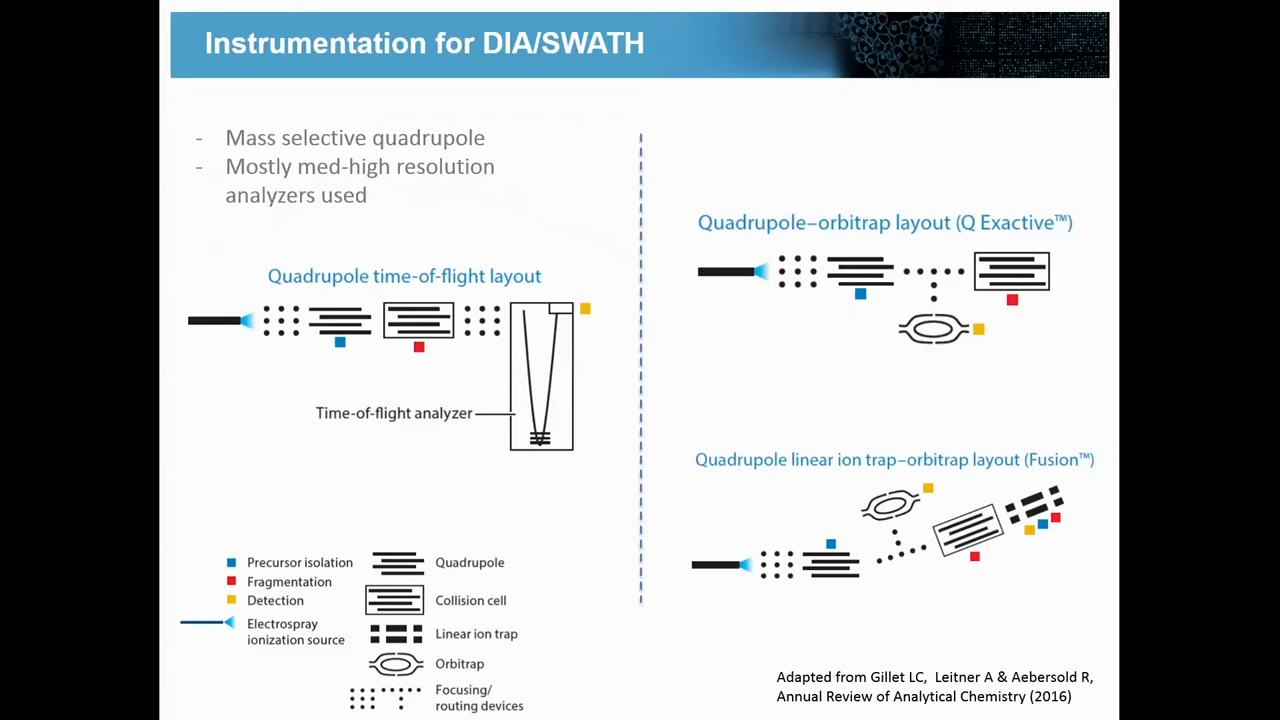 Instrumentation for DIA/SWATH
- Mass selective quadrupole
- Mostly med-high resolution
analyzers used
Quadrupole time-of-flight layout
Time-of-flight analyzer
Quadrupole–orbitrap layout (Q Exactive™)
Quadrupole linear ion trap–orbitrap layout (Fusion™)
Precursor isolation
Fragmentation
Detection
Electrospray
ionization source
Quadrupole
Collision cell
Linear ion trap
Orbitrap
Focusing/
routing devices
Adapted from Gillet LC, Leitner A & Aebersold R,
Annual Review of Analytical Chemistry (2016)